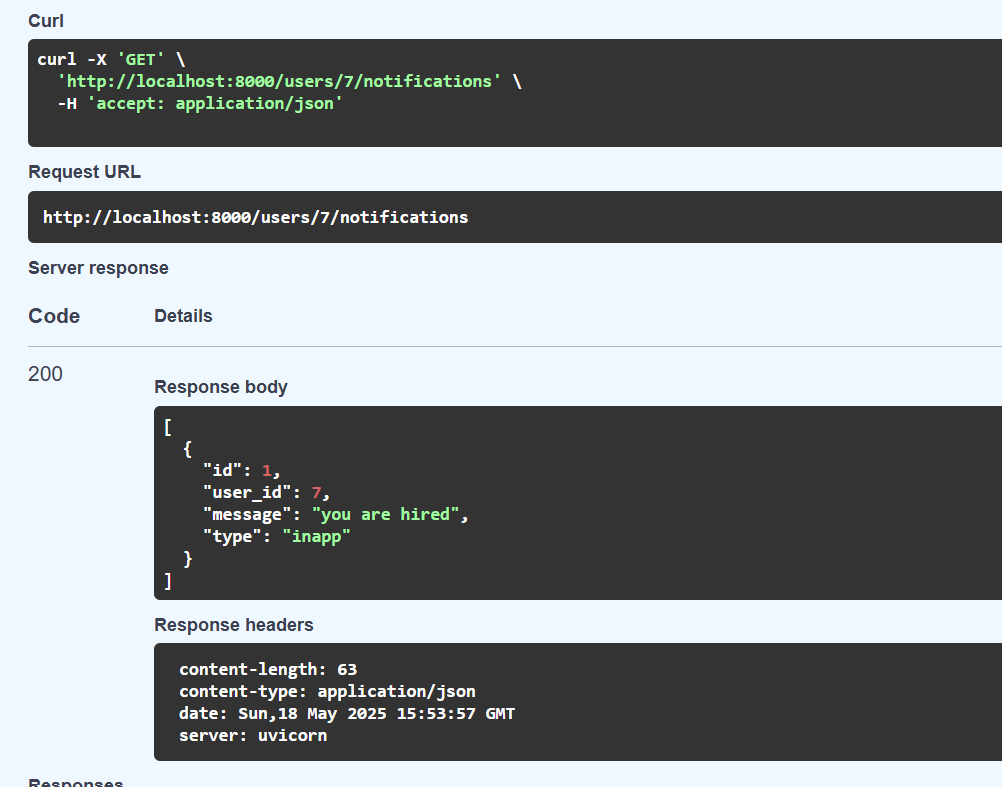 Curl
curl -X 'GET' \
'http://localhost:8000/users/7/notifications' \
-H 'accept: application/json'
Request URL
http://localhost:8000/users/7/notifications
Server response
Code Details
200
Response body
[
{
"id": 1,
"user_id": 7,
"message": "you are hired",
"type": "inapp"
}
]
Response headers
content-length: 63
content-type: application/json
date: Sun,18 May 2025 15:53:57 GMT
server: uvicorn
Responses